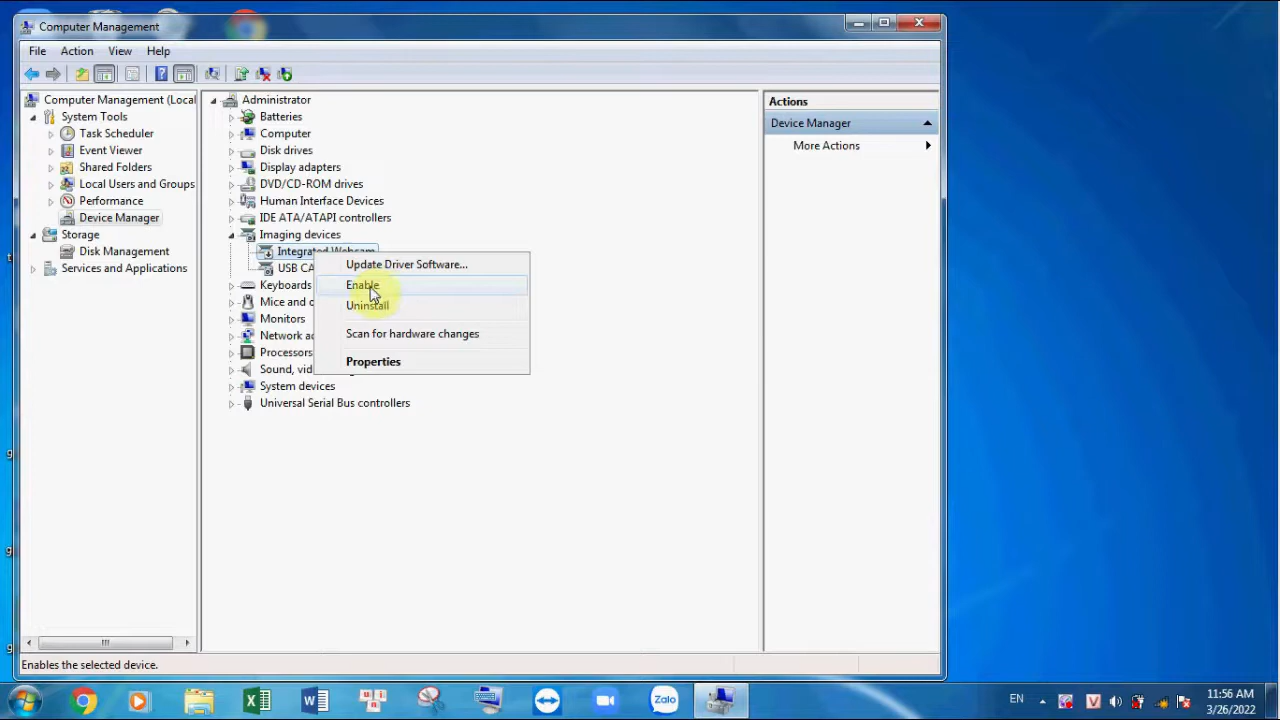 Computer Management
File Action View Help
Computer Management (Local
System Tools
Task Scheduler
Event Viewer
Shared Folders
Local Users and Groups
Performance
Device Manager
Storage
Disk Management
Services and Applications
Administrator
Batteries
Computer
Disk drives
Display adapters
DVD/CD-ROM drives
Human Interface Devices
IDE ATA/ATAPI controllers
Imaging devices
Integrated Webcam
USB CA
Keyboards
Mice and o
Monitors
Network ad
Processors
Sound, vid
System devices
Universal Serial Bus controllers
Update Driver Software...
Enable
Uninstall
Scan for hardware changes
Properties
Actions
Device Manager
More Actions
Enables the selected device.
Zalo
EN
V
11:56 AM
3/26/2022